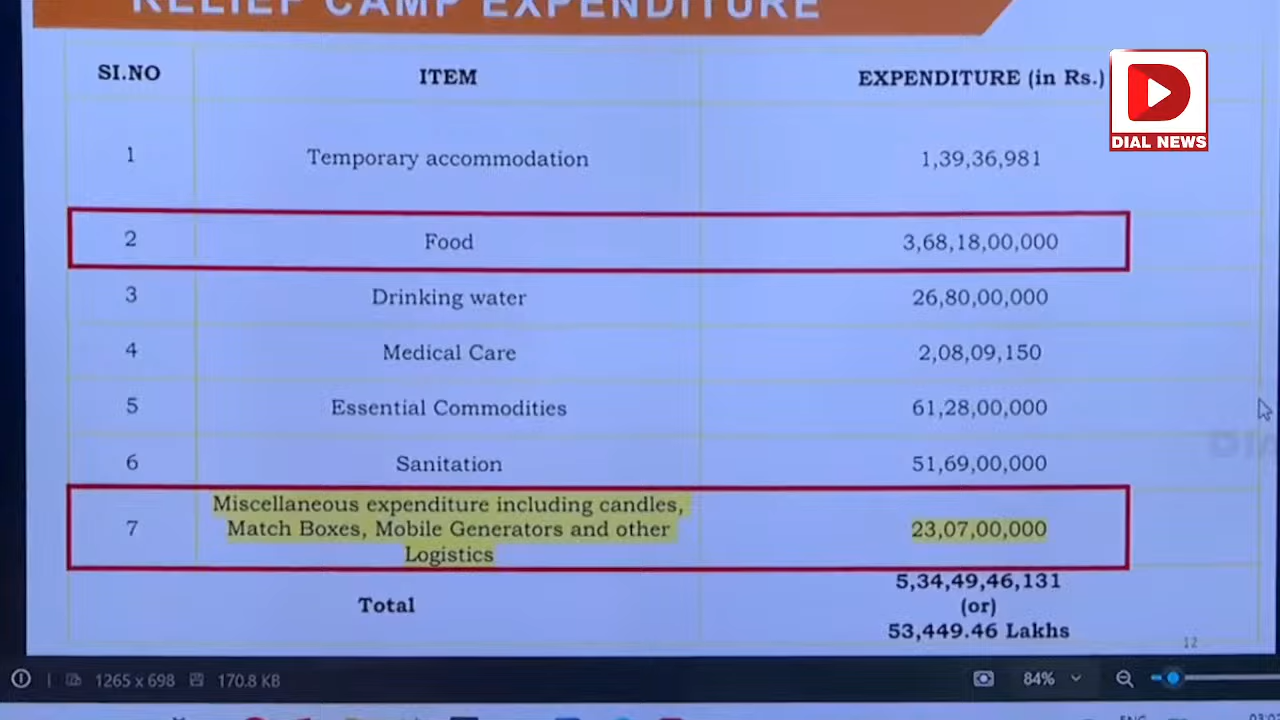 RELIEF CAMP EXPENDITURE
SI.NO ITEM EXPENDITURE (in Rs.)
DIAL NEWS
1 Temporary accommodation 1,39,36,981
2 Food 3,68,18,00,000
3 Drinking water 26,80,00,000
4 Medical Care 2,08,09,150
5 Essential Commodities 61,28,00,000
6 Sanitation 51,69,00,000
7 Miscellaneous expenditure including candles,
Match Boxes, Mobile Generators and other 23,07,00,000
Logistics
Total 5,34,49,46,131
(or)
53,449.46 Lakhs
12
1265 x 698 170.8 KB 84%
ENG